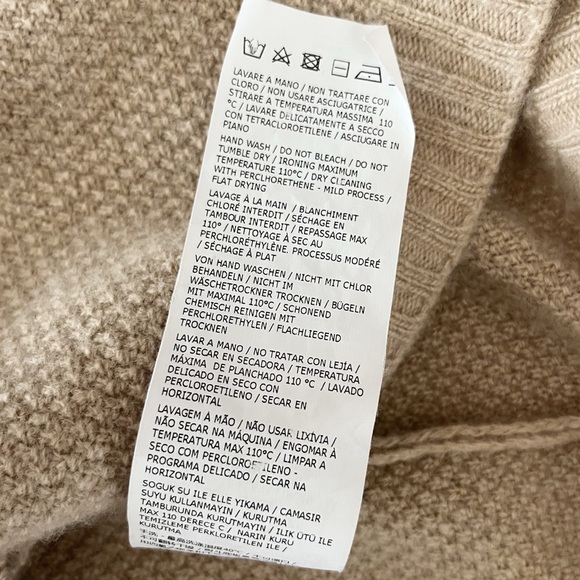 LAVARE A MANO / NON TRATTARE CON
CLORO / NON USARE ASCIUGATRICE /
STIRARE A TEMPERATURA MASSIMA 110
°C / LAVARE DELICATAMENTE A SECCO
CON TETRACLOROETILENE / ASCIUGARE IN
PIANO
HAND WASH / DO NOT BLEACH / DO NOT
TUMBLE DRY / IRONING MAXIMUM
TEMPERATURE 110°C / DRY CLEANING
WITH PERCLHORETHENE - MILD PROCESS /
FLAT DRYING
LAVAGE À LA MAIN / BLANCHIMENT
CHLORÉ INTERDIT / SÉCHAGE EN
TAMBOUR INTERDIT / REPASSAGE MAX
110° / NETTOYAGE À SEC AU
PERCHLORÉTHYLÈNE. PROCESSUS MODÉRÉ
/ SÉCHAGE À PLAT
VON HAND WASCHEN / NICHT MIT CHLOR
BEHANDELN / NICHT IM
WÄSCHETROCKNER TROCKNEN / BÜGELN
MIT MAXIMAL 110°C / SCHONEND
CHEMISCH REINIGEN MIT
PERCHLORETHYLEN / FLACHLIEGEND
TROCKNEN
LAVAR A MANO / NO TRATAR CON LEJÍA /
NO SECAR EN SECADORA / TEMPERATURA
MÁXIMA DE PLANCHADO 110 °C / LAVADO
DELICADO EN SECO CON
PERCLOROETILENO / SECAR EN
HORIZONTAL
LAVAGEM À MÃO / NÃO USAR LIXIVIA /
NÃO SECAR NA MÁQUINA / ENGOMAR À
TEMPERATURA MAX 110°C / LIMPAR A
SECO COM PERCLOROETILENO -
PROGRAMA DELICADO / SECAR NA
HORIZONTAL
SOGUK SU ILE ELLE YIKAMA / CAMASIR
SUYU KULLANMAYIN / KURUTMA
TAMBURUNDA KURUTMAYIN / ILIK ÜTÜ ILE
MAX 110 DERECE C / NARIN KURU
TEMIZLEME PERKLORETILEN ILE /
KURUTMA